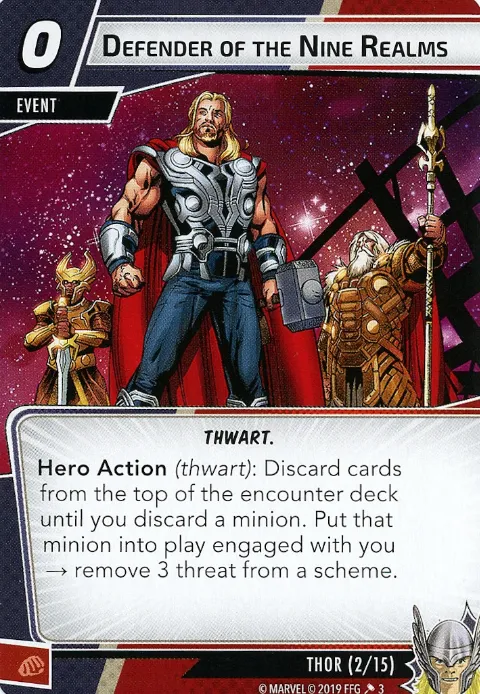 0
DEFENDER OF THE NINE REALMS
EVENT
THWART.
Hero Action (thwart): Discard cards
from the top of the encounter deck
until you discard a minion. Put that
minion into play engaged with you
→ remove 3 threat from a scheme.
THOR (2/15)
© MARVEL © 2019 FFG 3